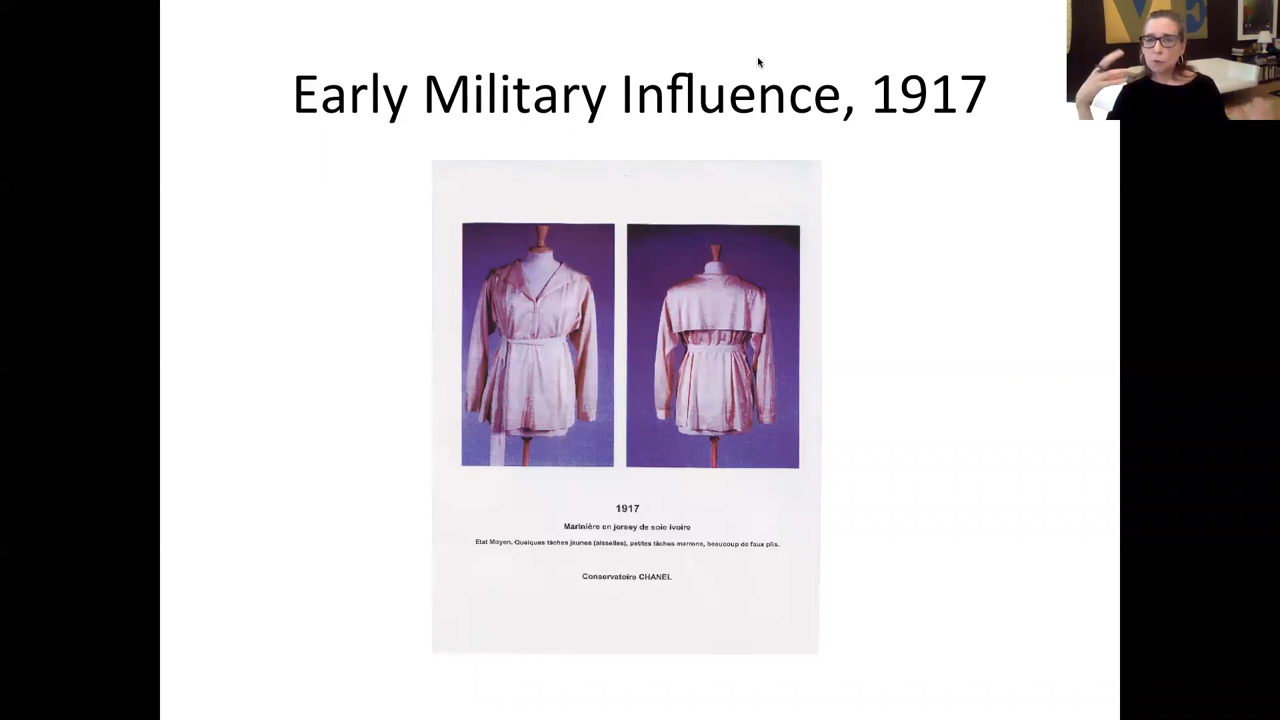 Early Military Influence, 1917
VE
1917
Marinière en jersey de soie ivoire
Etat Moyen, Quelques tâches jaunes (aisselles), petites tâches marrons, beaucoup de faux plis.
Conservatoire CHANEL